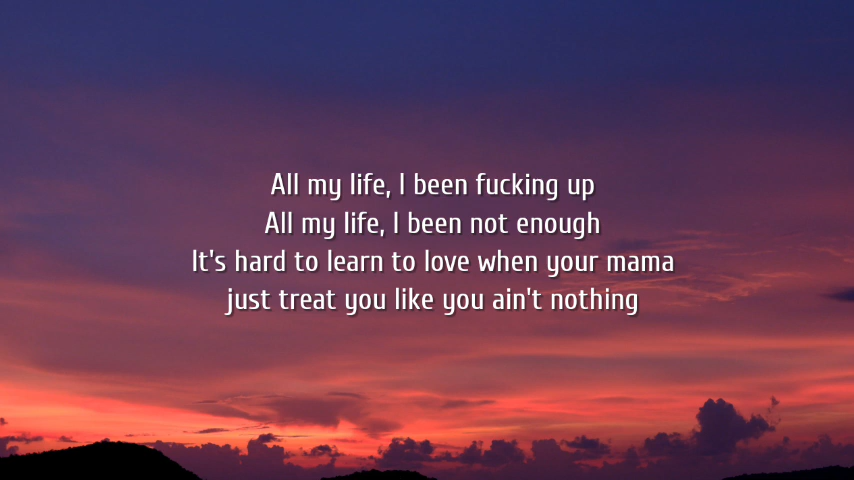 All my life, I been fucking up
All my life, I been not enough
It's hard to learn to love when your mama
just treat you like you ain't nothing